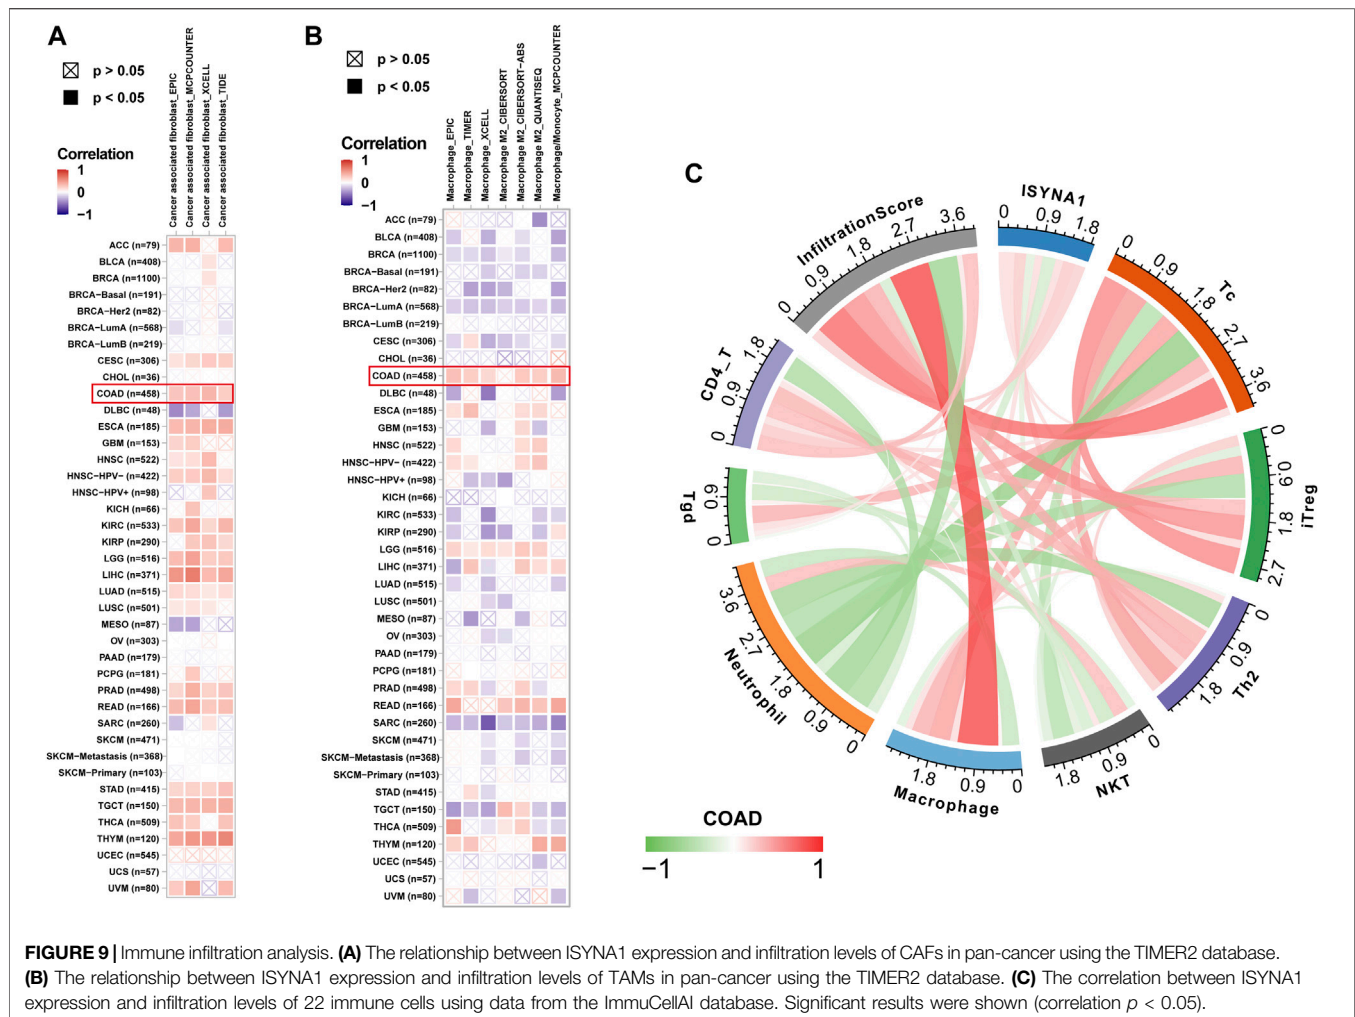 A
p > 0.05
p < 0.05
Correlation
1
0
−1
Cancer associated fibroblast_EPIC
Cancer associated fibroblast_MCPCOUNTER
Cancer associated fibroblast_XCELL
Cancer associated fibroblast_TIDE
ACC (n=79)
BLCA (n=408)
BRCA (n=1100)
BRCA−Basal (n=191)
BRCA−Her2 (n=82)
BRCA−LumA (n=568)
BRCA−LumB (n=219)
CESC (n=306)
CHOL (n=36)
COAD (n=458)
DLBC (n=48)
ESCA (n=185)
GBM (n=153)
HNSC (n=522)
HNSC−HPV− (n=422)
HNSC−HPV+ (n=98)
KICH (n=66)
KIRC (n=533)
KIRP (n=290)
LGG (n=516)
LIHC (n=371)
LUAD (n=515)
LUSC (n=501)
MESO (n=87)
OV (n=303)
PAAD (n=179)
PCPG (n=181)
PRAD (n=498)
READ (n=166)
SARC (n=260)
SKCM (n=471)
SKCM−Metastasis (n=368)
SKCM−Primary (n=103)
STAD (n=415)
TGCT (n=150)
THCA (n=509)
THYM (n=120)
UCEC (n=545)
UCS (n=57)
UVM (n=80)
B
p > 0.05
p < 0.05
Correlation
1
0
−1
Macrophage_EPIC
Macrophage_TIMER
Macrophage_XCELL
Macrophage M2_CIBERSORT
Macrophage M2_CIBERSORT−ABS
Macrophage M2_QUANTISEQ
Macrophage/Monocyte_MCPCOUNTER
ACC (n=79)
BLCA (n=408)
BRCA (n=1100)
BRCA−Basal (n=191)
BRCA−Her2 (n=82)
BRCA−LumA (n=568)
BRCA−LumB (n=219)
CESC (n=306)
CHOL (n=36)
COAD (n=458)
DLBC (n=48)
ESCA (n=185)
GBM (n=153)
HNSC (n=522)
HNSC−HPV− (n=422)
HNSC−HPV+ (n=98)
KICH (n=66)
KIRC (n=533)
KIRP (n=290)
LGG (n=516)
LIHC (n=371)
LUAD (n=515)
LUSC (n=501)
MESO (n=87)
OV (n=303)
PAAD (n=179)
PCPG (n=181)
PRAD (n=498)
READ (n=166)
SARC (n=260)
SKCM (n=471)
SKCM−Metastasis (n=368)
SKCM−Primary (n=103)
STAD (n=415)
TGCT (n=150)
THCA (n=509)
THYM (n=120)
UCEC (n=545)
UCS (n=57)
UVM (n=80)
C
ISYNA1
0 0.9 1.8
Tc
0 0.9 1.8 2.7 3.6
iTreg
0 0.9 1.8 2.7
Th2
0 0.9 1.8
NKT
0 0.9 1.8
Macrophage
0 0.9 1.8
Neutrophil
0 0.9 1.8 2.7 3.6
Tgd
0 0.9
CD4_T
0 0.9 1.8
InfiltrationScore
0 0.9 1.8 2.7 3.6
COAD
−1 1
FIGURE 9 | Immune infiltration analysis. (A) The relationship between ISYNA1 expression and infiltration levels of CAFs in pan-cancer using the TIMER2 database.
(B) The relationship between ISYNA1 expression and infiltration levels of TAMs in pan-cancer using the TIMER2 database. (C) The correlation between ISYNA1
expression and infiltration levels of 22 immune cells using data from the ImmuCellAI database. Significant results were shown (correlation p < 0.05).